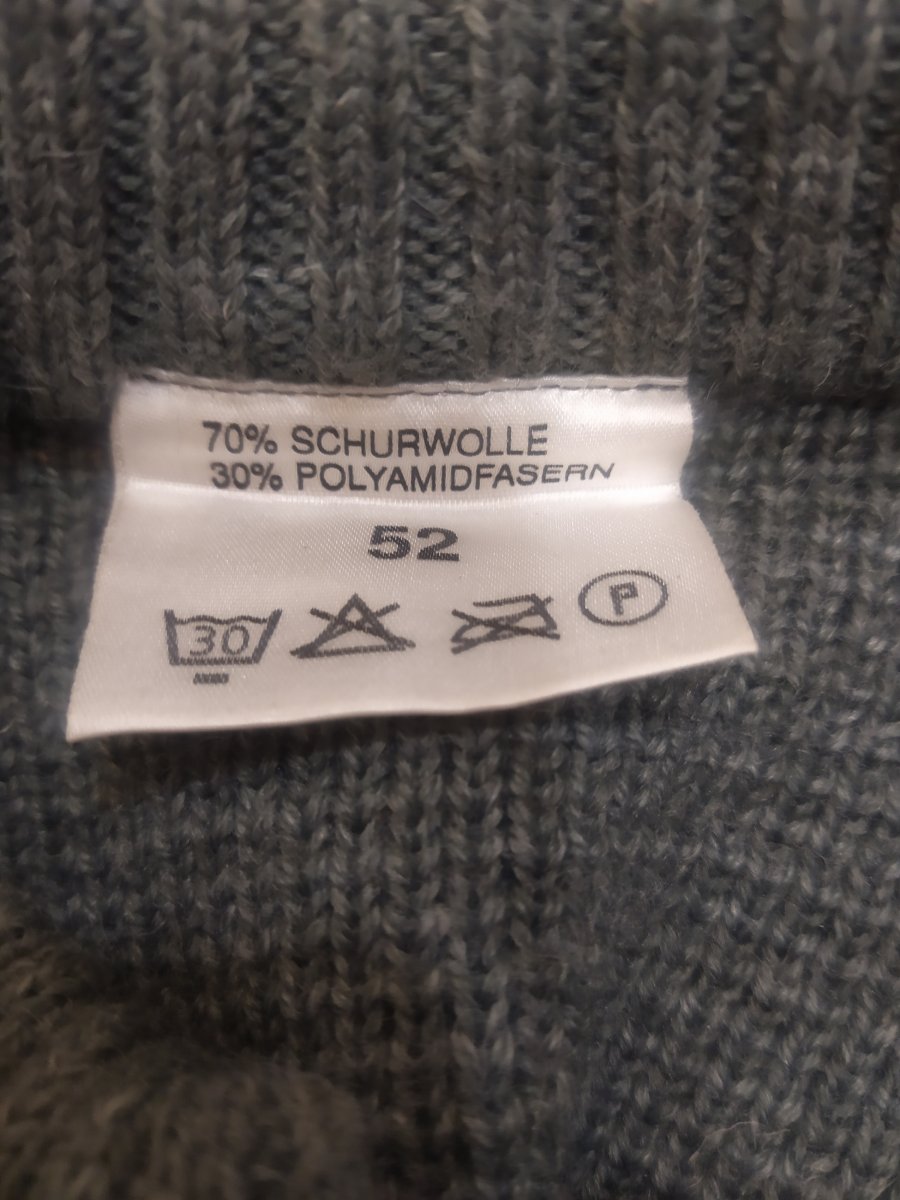 70% SCHURWOLLE
30% POLYAMIDFASERN
52
30 P